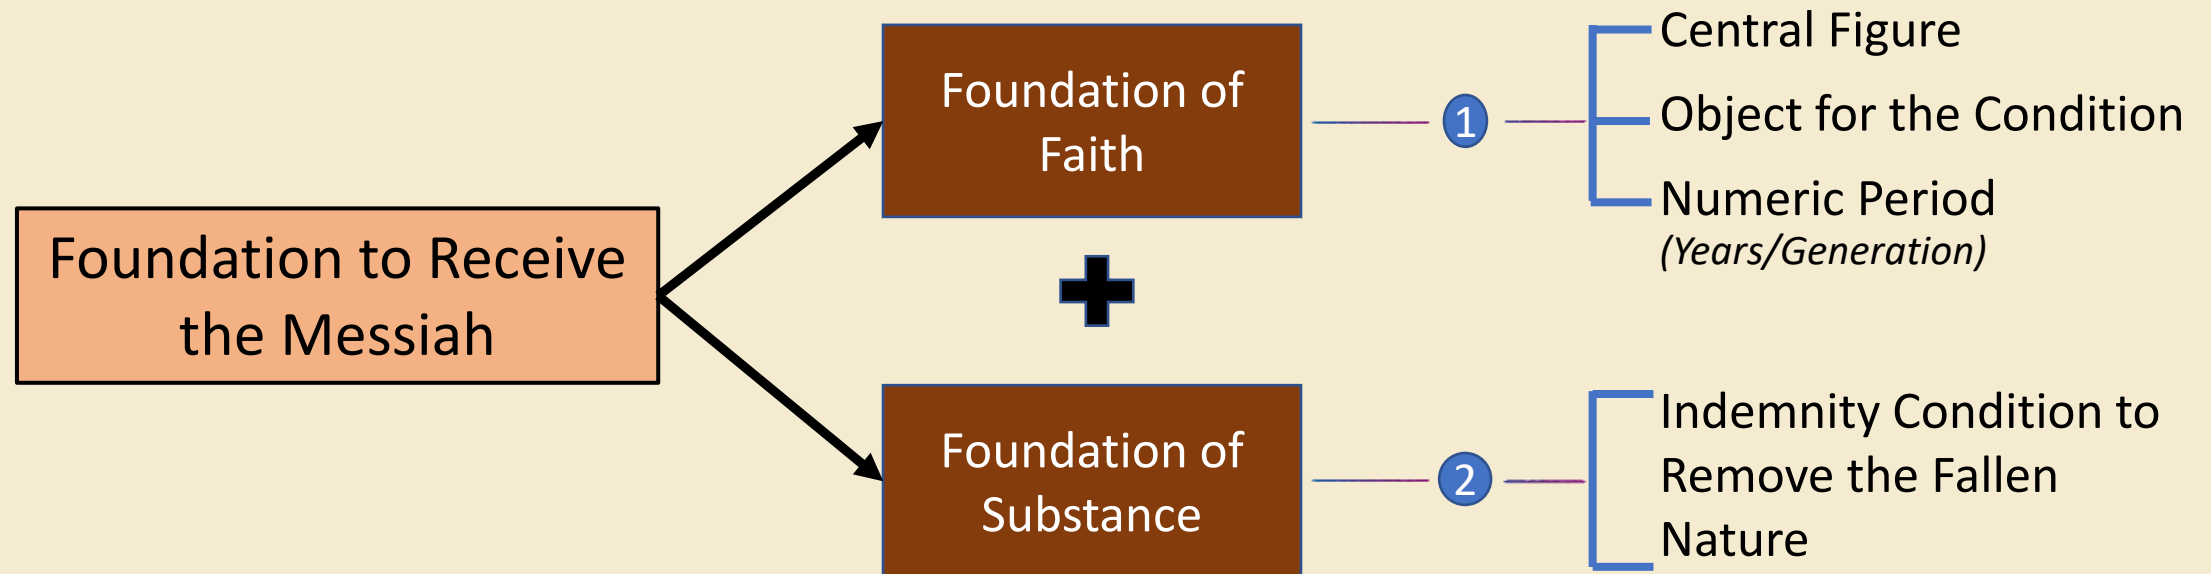 Foundation to Receive
the Messiah
Foundation of
Faith
1
Central Figure
Object for the Condition
Numeric Period
(Years/Generation)
Foundation of
Substance
2
Indemnity Condition to
Remove the Fallen
Nature